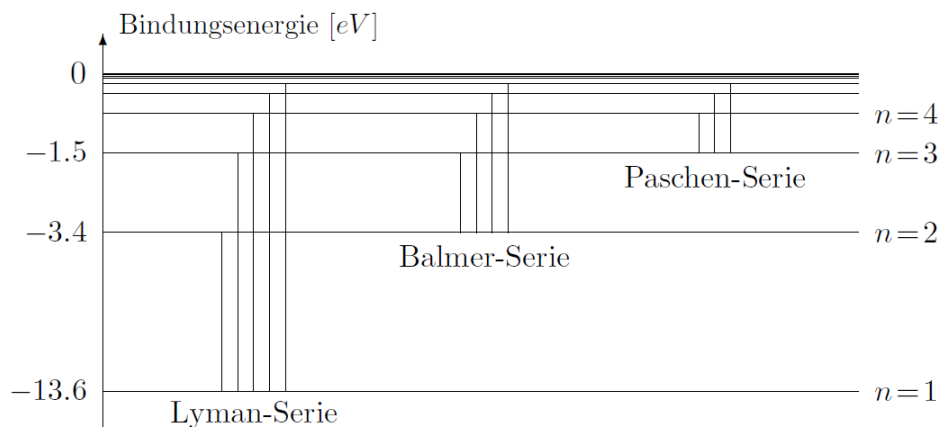 Bindungsenergie [eV]
0
n=4
−1.5
n=3
Paschen-Serie
−3.4
n=2
Balmer-Serie
−13.6
n=1
Lyman-Serie